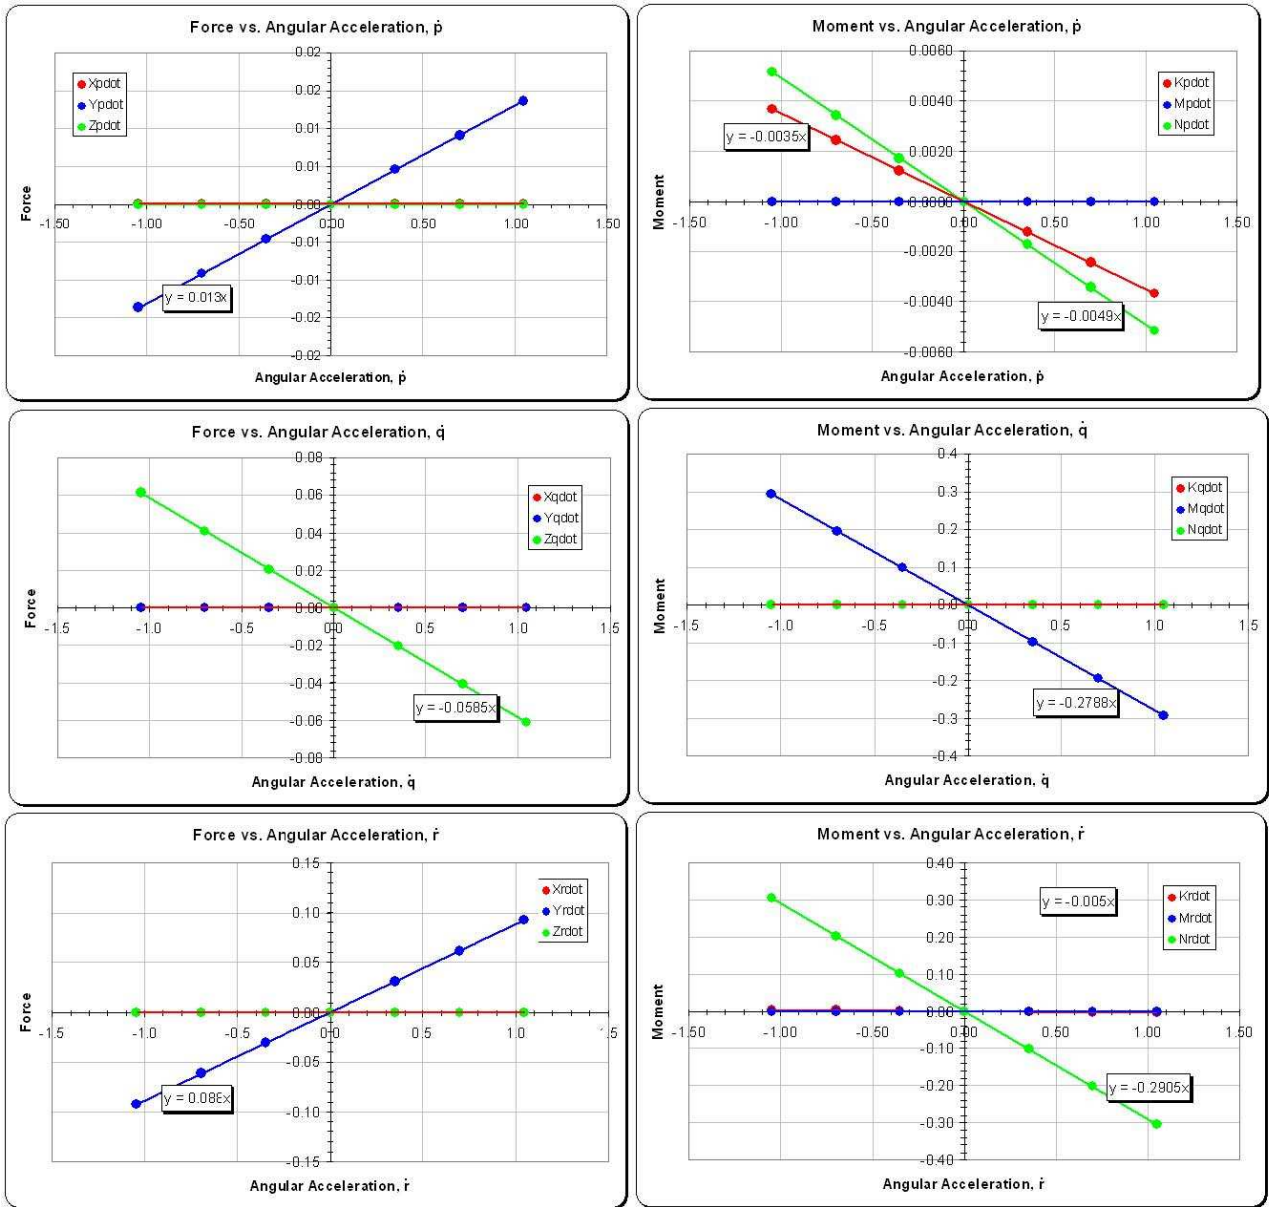 Force vs. Angular Acceleration, ṗ
0.02
0.02
0.01
0.01
0.00
-0.01
-0.01
-0.02
-0.02
-1.50 -1.00 -0.50 0.00 0.50 1.00 1.50
Xpdot
Ypdot
Zpdot
y = 0.013x
Force
Angular Acceleration, ṗ
Moment vs. Angular Acceleration, ṗ
0.0060
0.0040
0.0020
0.0000
-0.0020
-0.0040
-0.0060
-1.50 -1.00 -0.50 0.00 0.50 1.00 1.50
Kpdot
Mpdot
Npdot
y = -0.0035x
y = -0.0049x
Moment
Angular Acceleration, ṗ
Force vs. Angular Acceleration, q̇
0.08
0.06
0.04
0.02
0.00
-0.02
-0.04
-0.06
-0.08
-1.5 -1.0 -0.5 0.0 0.5 1.0 1.5
Xqdot
Yqdot
Zqdot
y = -0.0585x
Force
Angular Acceleration, q̇
Moment vs. Angular Acceleration, q̇
0.4
0.3
0.2
0.1
0.0
-0.1
-0.2
-0.3
-0.4
-1.5 -1.0 -0.5 0.0 0.5 1.0 1.5
Kqdot
Mqdot
Nqdot
y = -0.2788x
Moment
Angular Acceleration, q̇
Force vs. Angular Acceleration, ṙ
0.15
0.10
0.05
0.00
-0.05
-0.10
-0.15
-1.5 -1.0 -0.5 0.0 0.5 1.0 1.5
Xrdot
Yrdot
Zrdot
Force
Angular Acceleration, ṙ
Moment vs. Angular Acceleration, ṙ
0.40
0.30
0.20
0.10
0.00
-0.10
-0.20
-0.30
-0.40
-1.50 -1.00 -0.50 0.00 0.50 1.00 1.50
Krdot
Mrdot
Nrdot
y = -0.005x
y = -0.2905x
Moment
Angular Acceleration, ṙ